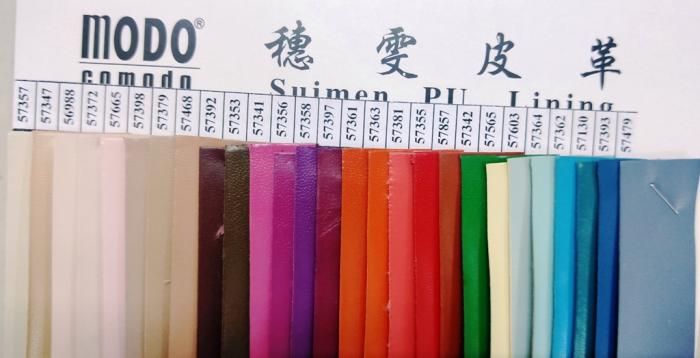 MODO®
comodo
穗雯皮革
Suimen PU Lining
57357 57347 56988 57372 57665 57398 57379 57468 57392 57353 57341 57356 57358 57397 57361 57363 57381 57355 57857 57342 57565 57603 57364 57362 57130 57393 57479